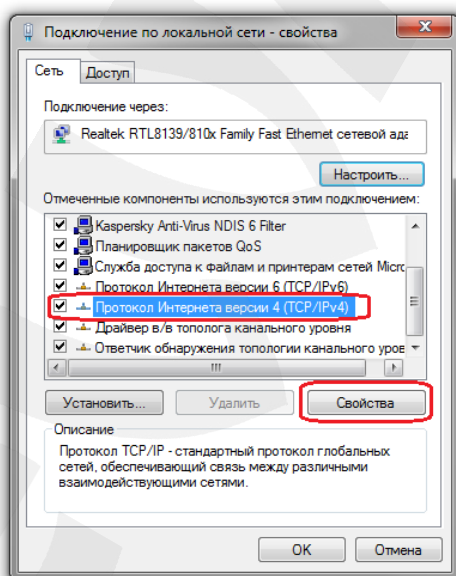 Подключение по локальной сети - свойства
Сеть Доступ
Подключение через:
Realtek RTL8139/810x Family Fast Ethernet сетевой ада
Настроить...
Отмеченные компоненты используются этим подключением:
Kaspersky Anti-Virus NDIS 6 Filter
Планировщик пакетов QoS
Служба доступа к файлам и принтерам сетей Micro
Протокол Интернета версии 6 (TCP/IPv6)
Протокол Интернета версии 4 (TCP/IPv4)
Драйвер в/в тополога канального уровня
Ответчик обнаружения топологии канального уров
Установить... Удалить Свойства
Описание
Протокол TCP/IP - стандартный протокол глобальных
сетей, обеспечивающий связь между различными
взаимодействующими сетями.
OK Отмена